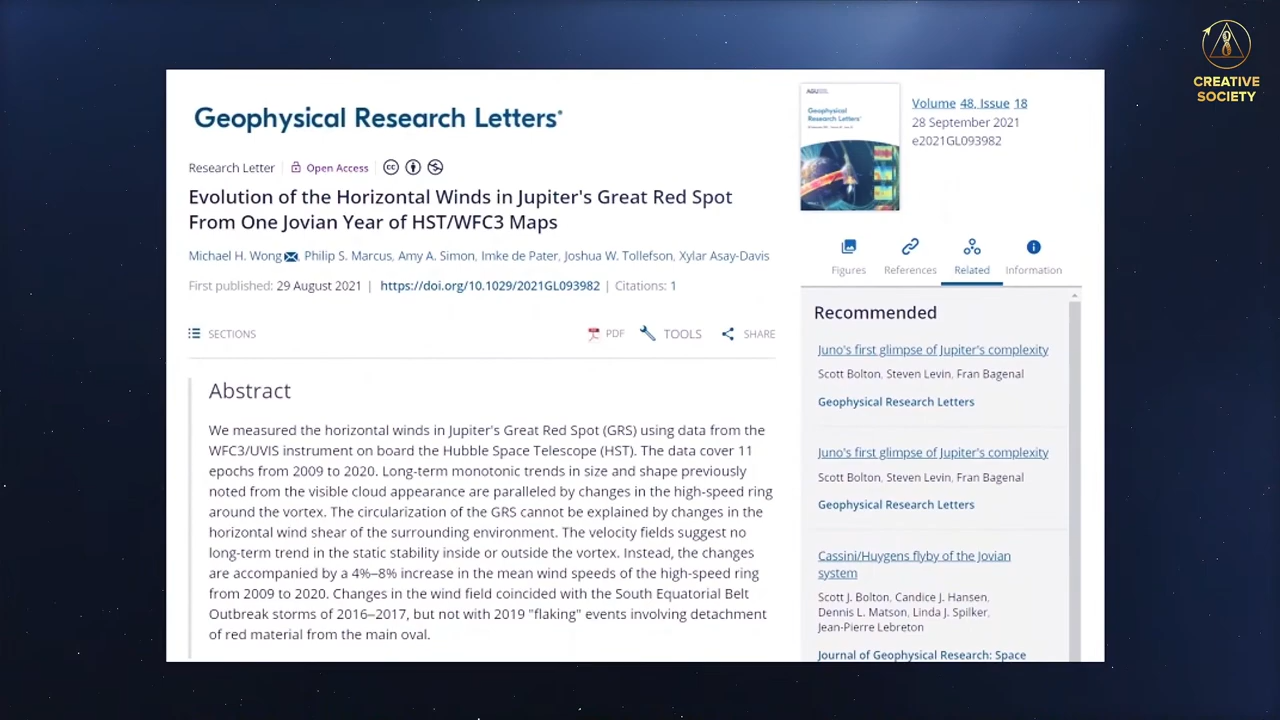 CREATIVE
SOCIETY
Geophysical Research Letters®
Research Letter | Open Access
Evolution of the Horizontal Winds in Jupiter's Great Red Spot
From One Jovian Year of HST/WFC3 Maps
Michael H. Wong, Philip S. Marcus, Amy A. Simon, Imke de Pater, Joshua W. Tollefson, Xylar Asay-Davis
First published: 29 August 2021 | https://doi.org/10.1029/2021GL093982 | Citations: 1
SECTIONS
PDF TOOLS SHARE
Abstract
We measured the horizontal winds in Jupiter's Great Red Spot (GRS) using data from the
WFC3/UVIS instrument on board the Hubble Space Telescope (HST). The data cover 11
epochs from 2009 to 2020. Long-term monotonic trends in size and shape previously
noted from the visible cloud appearance are paralleled by changes in the high-speed ring
around the vortex. The circularization of the GRS cannot be explained by changes in the
horizontal wind shear of the surrounding environment. The velocity fields suggest no
long-term trend in the static stability inside or outside the vortex. Instead, the changes
are accompanied by a 4%–8% increase in the mean wind speeds of the high-speed ring
from 2009 to 2020. Changes in the wind field coincided with the South Equatorial Belt
Outbreak storms of 2016–2017, but not with 2019 "flaking" events involving detachment
of red material from the main oval.
AGU
Geophysical
Research Letters
Volume 48, Issue 18
28 September 2021
e2021GL093982
Figures References Related Information
Recommended
Juno's first glimpse of Jupiter's complexity
Scott Bolton, Steven Levin, Fran Bagenal
Geophysical Research Letters
Juno's first glimpse of Jupiter's complexity
Scott Bolton, Steven Levin, Fran Bagenal
Geophysical Research Letters
Cassini/Huygens flyby of the Jovian
system
Scott J. Bolton, Candice J. Hansen,
Dennis L. Matson, Linda J. Spilker,
Jean-Pierre Lebreton
Journal of Geophysical Research: Space